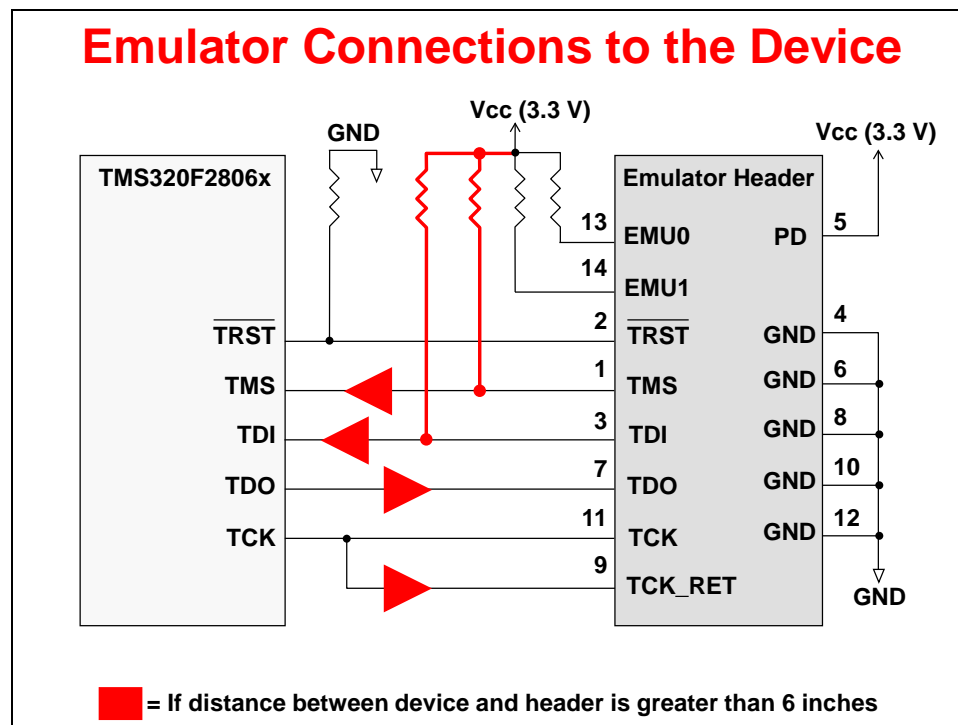 Emulator Connections to the Device
Vcc (3.3 V)
GND
Vcc (3.3 V)
TMS320F2806x
Emulator Header
13
EMU0
PD
5
14
EMU1
TRST
2
TRST
GND
4
TMS
1
TMS
GND
6
TDI
3
TDI
GND
8
TDO
7
TDO
GND
10
TCK
11
TCK
GND
12
9
TCK_RET
GND
= If distance between device and header is greater than 6 inches